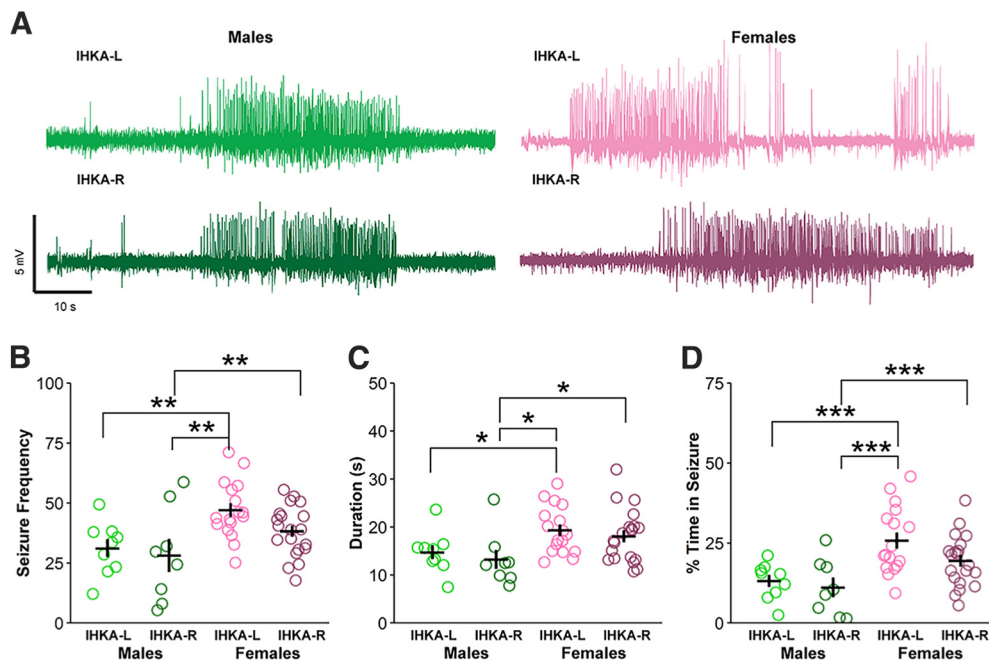 A
Males
Females
IHKA-L
IHKA-L
IHKA-R
IHKA-R
5 mV
10 s
B
Seizure Frequency
100
75
50
25
0
**
**
**
IHKA-L IHKA-R IHKA-L IHKA-R
Males Females
C
Duration (s)
50
40
30
20
10
0
*
*
*
IHKA-L IHKA-R IHKA-L IHKA-R
Males Females
D
% Time in Seizure
75
50
25
0
***
***
***
IHKA-L IHKA-R IHKA-L IHKA-R
Males Females